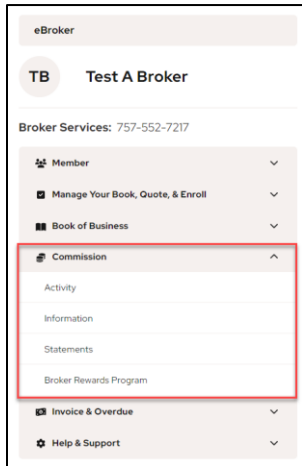 eBroker
TB Test A Broker
Broker Services: 757-552-7217
Member
Manage Your Book, Quote, & Enroll
Book of Business
Commission
Activity
Information
Statements
Broker Rewards Program
Invoice & Overdue
Help & Support